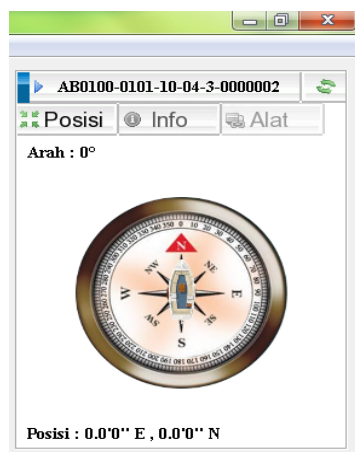 AB0100-0101-10-04-3-0000002
Posisi Info Alat
Arah : 0°
N
NW NE
W E
SW SE
S
Posisi : 0.0'0'' E , 0.0'0'' N